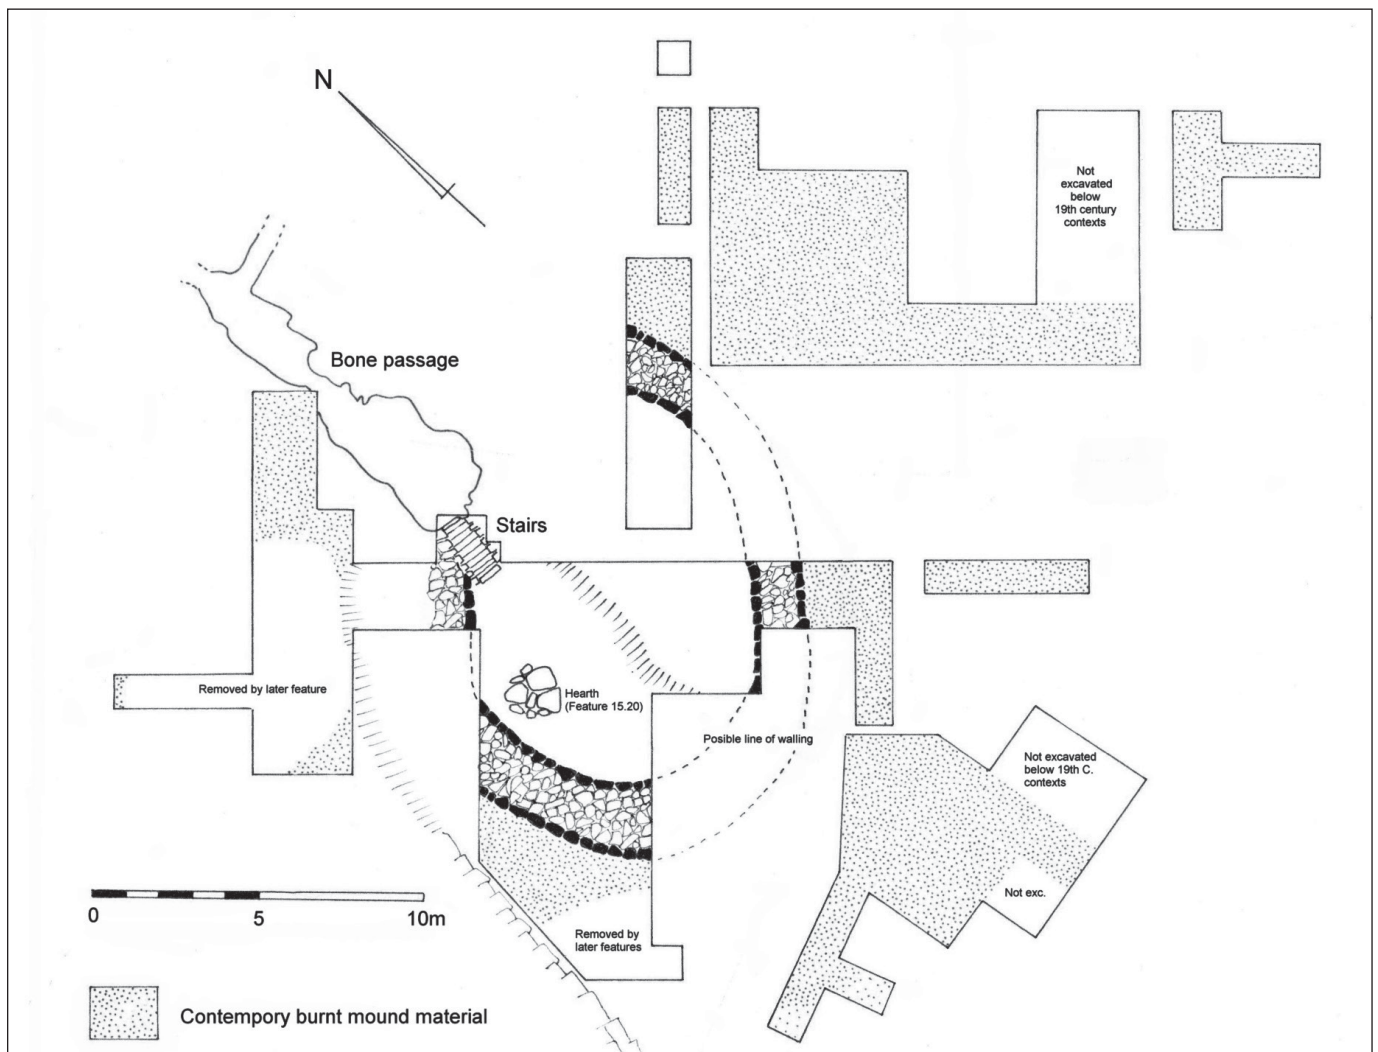 N
Not
excavated
below
19th century
contexts
Bone passage
Stairs
Removed by later feature
Hearth
(Feature 15.20)
Posible line of walling
Not excavated
below 19th C.
contexts
Not exc.
0
5
10m
Removed by
later features
Contempory burnt mound material